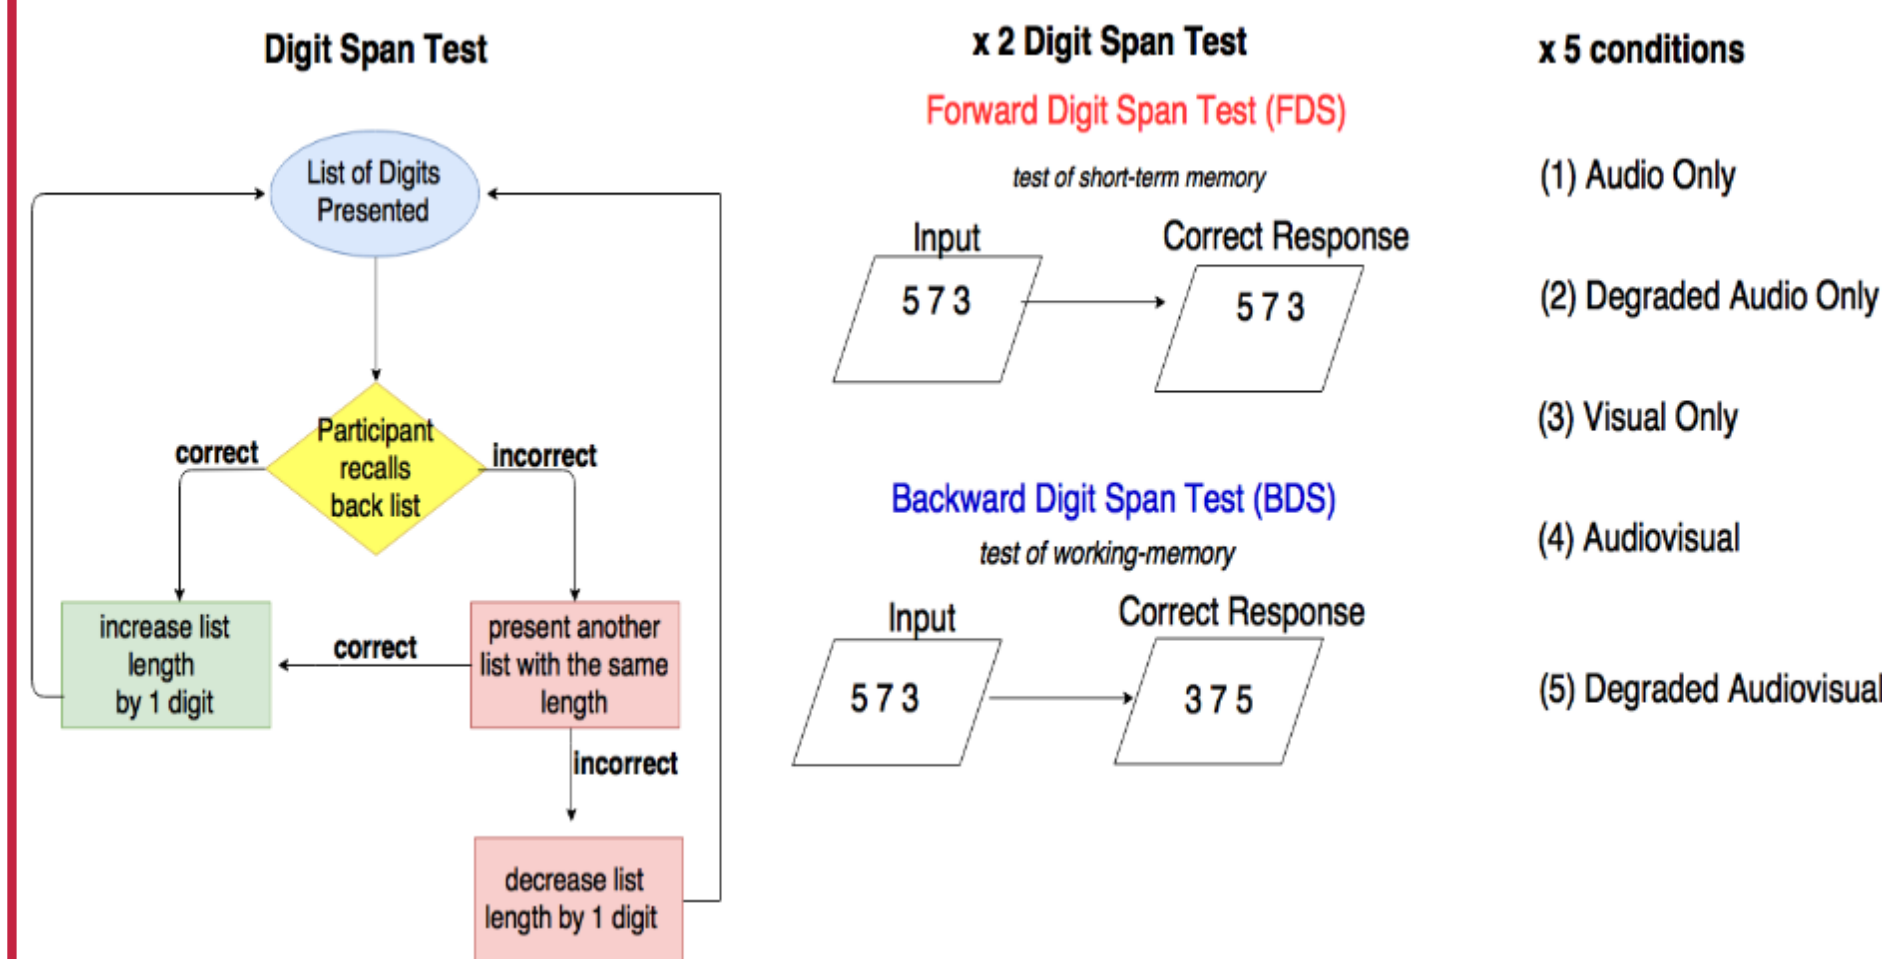 Digit Span Test
List of Digits
Presented
Participant
recalls
back list
correct
incorrect
increase list
length
by 1 digit
correct
present another
list with the same
length
incorrect
decrease list
length by 1 digit
x 2 Digit Span Test
Forward Digit Span Test (FDS)
test of short-term memory
Input
Correct Response
5 7 3
5 7 3
Backward Digit Span Test (BDS)
test of working-memory
Input
Correct Response
5 7 3
3 7 5
x 5 conditions
(1) Audio Only
(2) Degraded Audio Only
(3) Visual Only
(4) Audiovisual
(5) Degraded Audiovisual